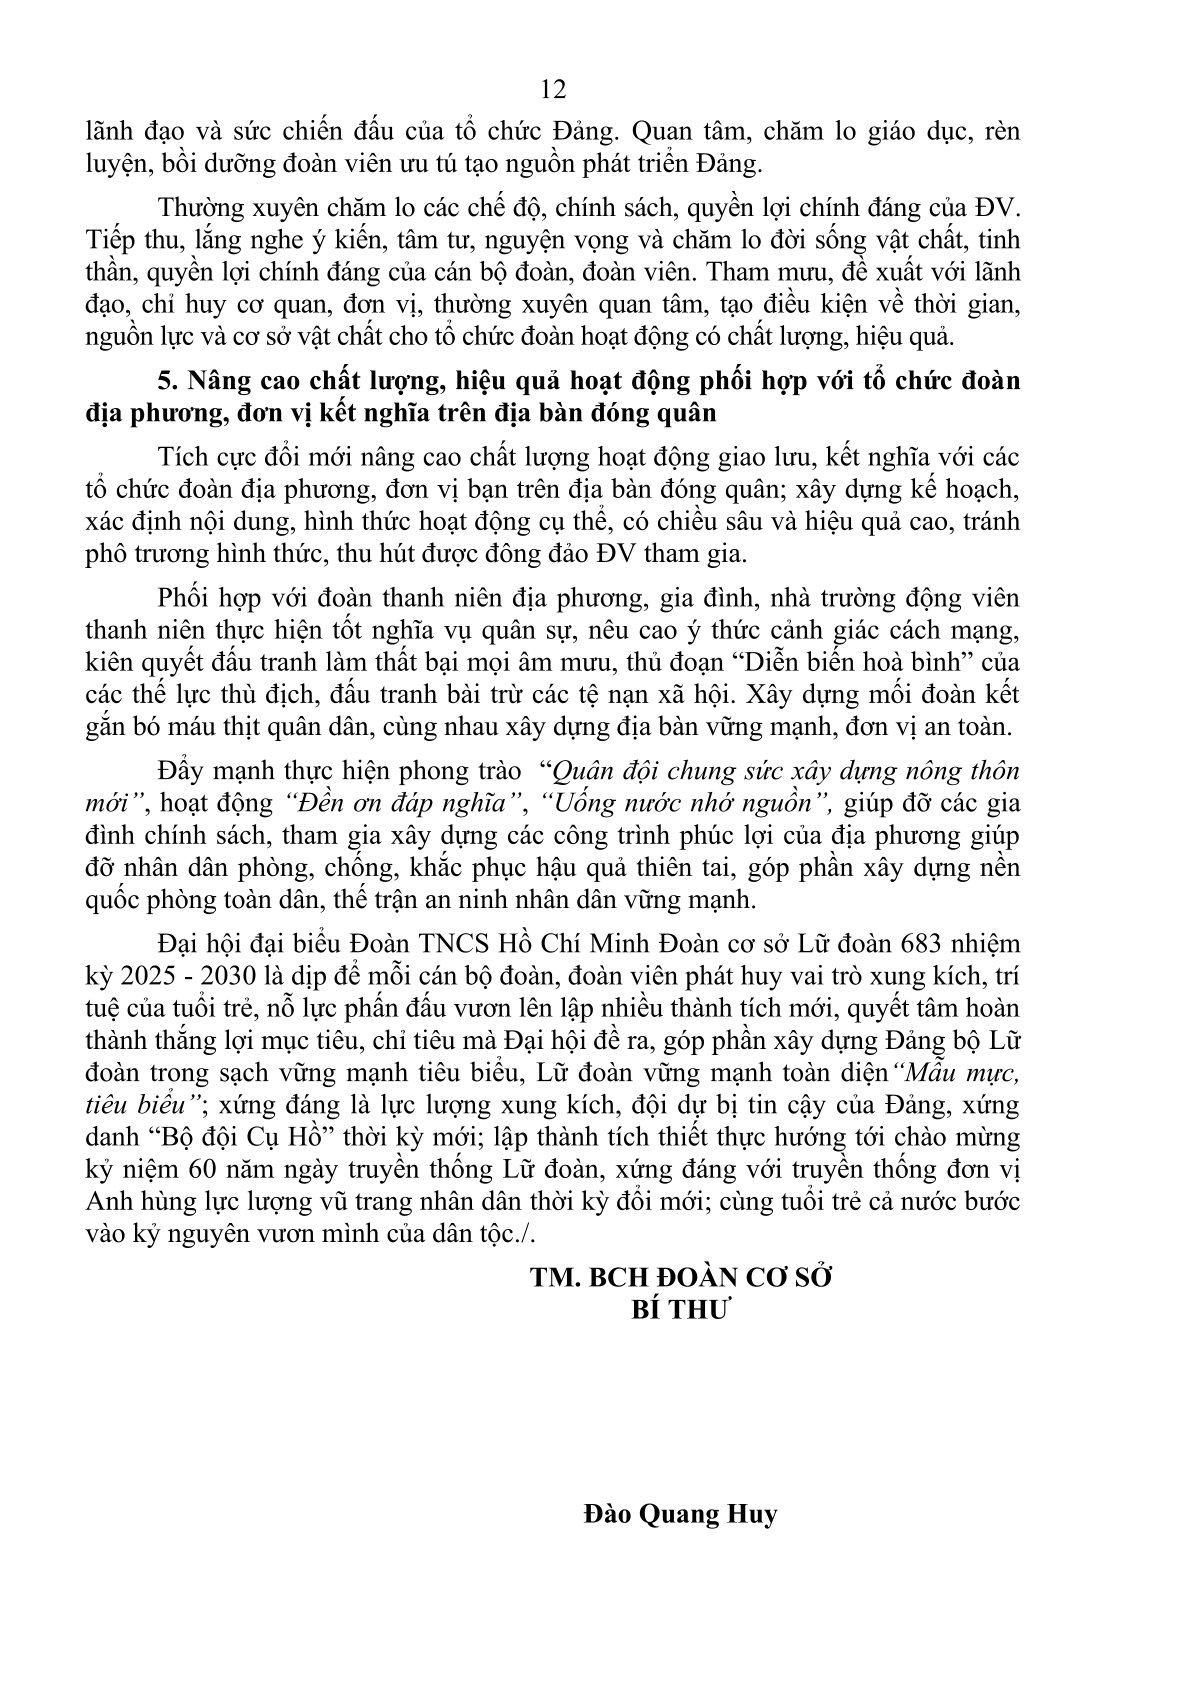 12
lãnh đạo và sức chiến đấu của tổ chức Đảng. Quan tâm, chăm lo giáo dục, rèn
luyện, bồi dưỡng đoàn viên ưu tú tạo nguồn phát triển Đảng.
Thường xuyên chăm lo các chế độ, chính sách, quyền lợi chính đáng của ĐV.
Tiếp thu, lắng nghe ý kiến, tâm tư, nguyện vọng và chăm lo đời sống vật chất, tinh
thần, quyền lợi chính đáng của cán bộ đoàn, đoàn viên. Tham mưu, đề xuất với lãnh
đạo, chỉ huy cơ quan, đơn vị, thường xuyên quan tâm, tạo điều kiện về thời gian,
nguồn lực và cơ sở vật chất cho tổ chức đoàn hoạt động có chất lượng, hiệu quả.
5. Nâng cao chất lượng, hiệu quả hoạt động phối hợp với tổ chức đoàn
địa phương, đơn vị kết nghĩa trên địa bàn đóng quân
Tích cực đổi mới nâng cao chất lượng hoạt động giao lưu, kết nghĩa với các
tổ chức đoàn địa phương, đơn vị bạn trên địa bàn đóng quân; xây dựng kế hoạch,
xác định nội dung, hình thức hoạt động cụ thể, có chiều sâu và hiệu quả cao, tránh
phô trương hình thức, thu hút được đông đảo ĐV tham gia.
Phối hợp với đoàn thanh niên địa phương, gia đình, nhà trường động viên
thanh niên thực hiện tốt nghĩa vụ quân sự, nêu cao ý thức cảnh giác cách mạng,
kiên quyết đấu tranh làm thất bại mọi âm mưu, thủ đoạn “Diễn biến hoà bình” của
các thế lực thù địch, đấu tranh bài trừ các tệ nạn xã hội. Xây dựng mối đoàn kết
gắn bó máu thịt quân dân, cùng nhau xây dựng địa bàn vững mạnh, đơn vị an toàn.
Đẩy mạnh thực hiện phong trào “Quân đội chung sức xây dựng nông thôn
mới”, hoạt động “Đền ơn đáp nghĩa”, “Uống nước nhớ nguồn”, giúp đỡ các gia
đình chính sách, tham gia xây dựng các công trình phúc lợi của địa phương giúp
đỡ nhân dân phòng, chống, khắc phục hậu quả thiên tai, góp phần xây dựng nền
quốc phòng toàn dân, thế trận an ninh nhân dân vững mạnh.
Đại hội đại biểu Đoàn TNCS Hồ Chí Minh Đoàn cơ sở Lữ đoàn 683 nhiệm
kỳ 2025 - 2030 là dịp để mỗi cán bộ đoàn, đoàn viên phát huy vai trò xung kích, trí
tuệ của tuổi trẻ, nỗ lực phấn đấu vươn lên lập nhiều thành tích mới, quyết tâm hoàn
thành thắng lợi mục tiêu, chỉ tiêu mà Đại hội đề ra, góp phần xây dựng Đảng bộ Lữ
đoàn trong sạch vững mạnh tiêu biểu, Lữ đoàn vững mạnh toàn diện“Mẫu mực,
tiêu biểu”; xứng đáng là lực lượng xung kích, đội dự bị tin cậy của Đảng, xứng
danh “Bộ đội Cụ Hồ” thời kỳ mới; lập thành tích thiết thực hướng tới chào mừng
kỷ niệm 60 năm ngày truyền thống Lữ đoàn, xứng đáng với truyền thống đơn vị
Anh hùng lực lượng vũ trang nhân dân thời kỳ đổi mới; cùng tuổi trẻ cả nước bước
vào kỷ nguyên vươn mình của dân tộc./.
TM. BCH ĐOÀN CƠ SỞ
BÍ THƯ
Đào Quang Huy